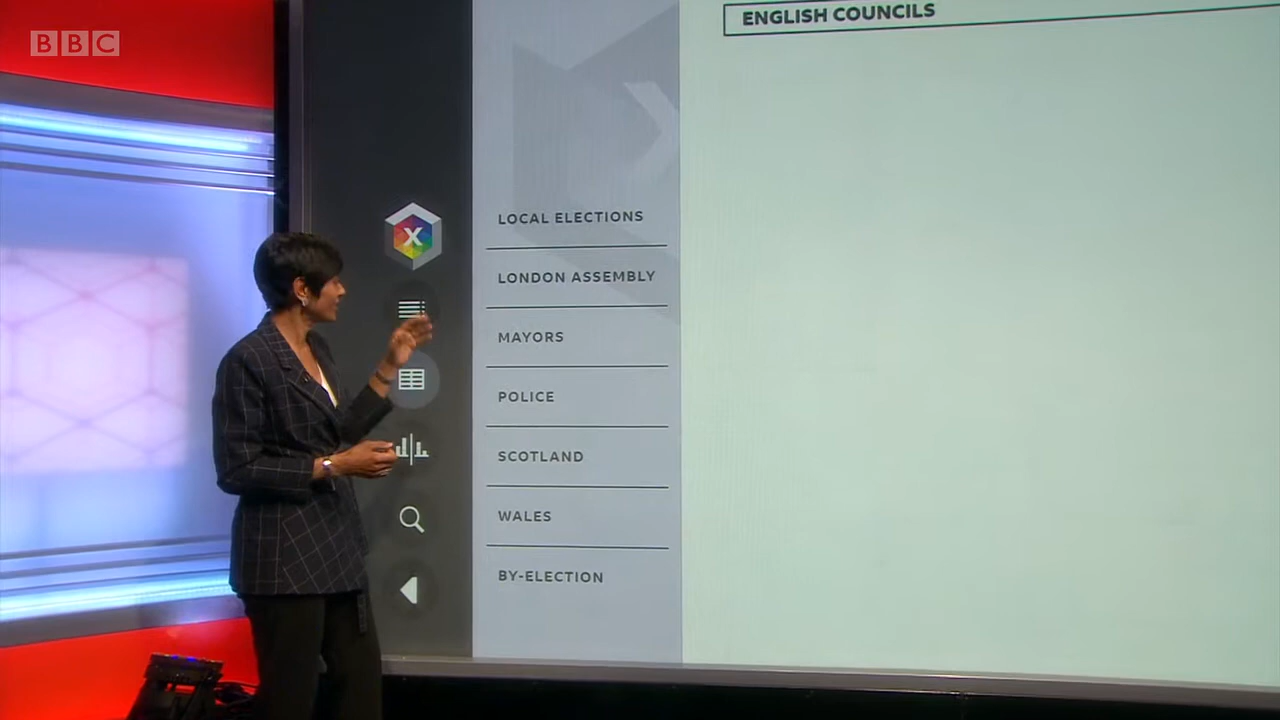 BBC
ENGLISH COUNCILS
X
LOCAL ELECTIONS
LONDON ASSEMBLY
MAYORS
POLICE
SCOTLAND
WALES
BY-ELECTION